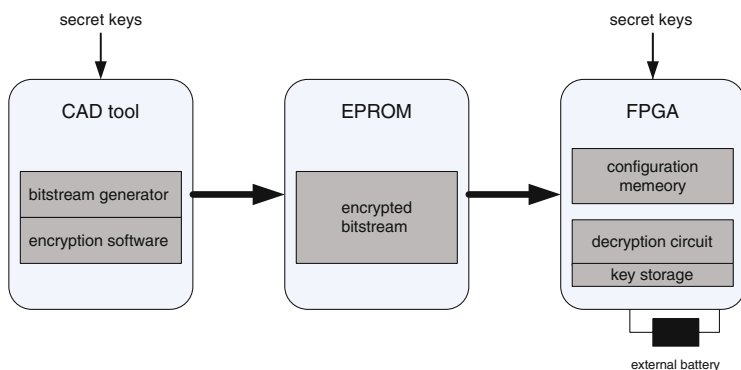 secret keys
secret keys
CAD tool
EPROM
FPGA
bitstream generator
encryption software
encrypted
bitstream
configuration
memeory
decryption circuit
key storage
external battery